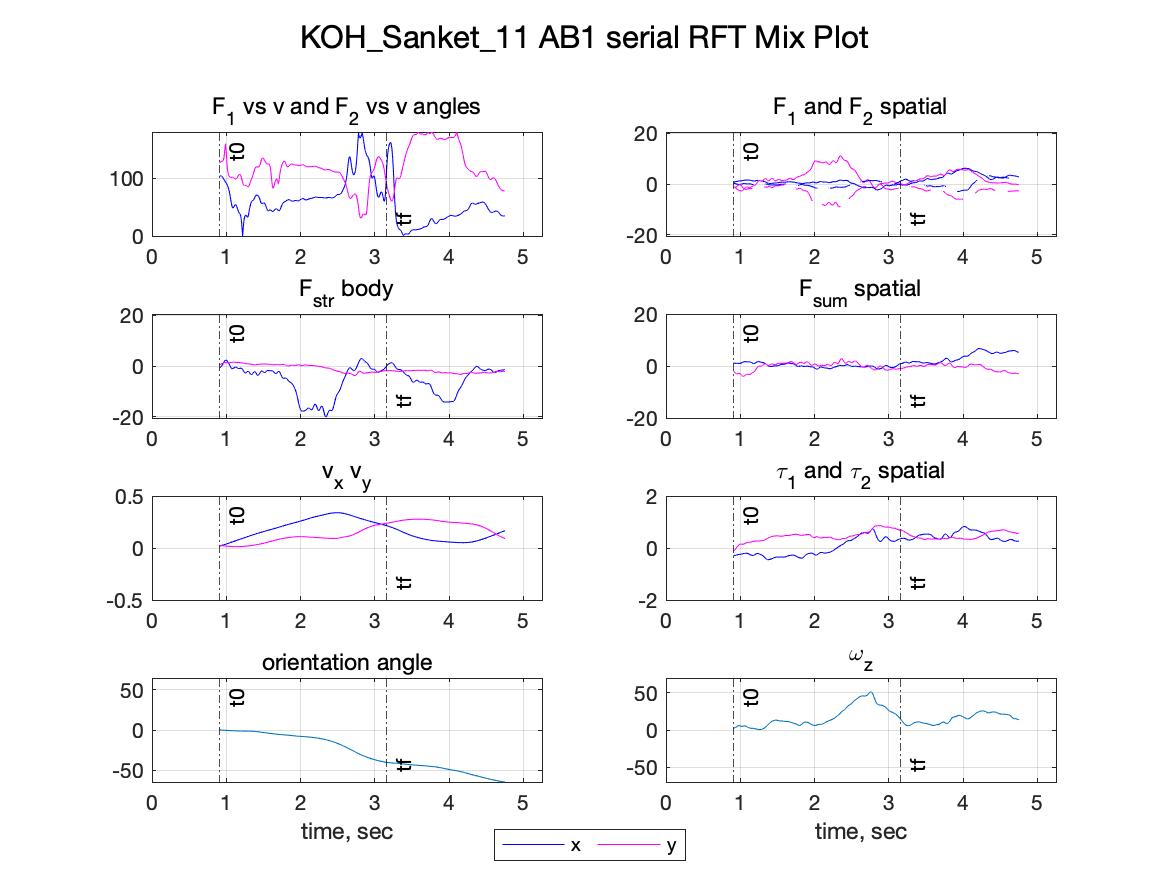 KOH_Sanket_11 AB1 serial RFT Mix Plot
F1 vs v and F2 vs v angles
100
0
t0
tf
0 1 2 3 4 5
F1 and F2 spatial
20
0
-20
t0
tf
0 1 2 3 4 5
Fstr body
20
0
-20
t0
tf
0 1 2 3 4 5
Fsum spatial
20
0
-20
t0
tf
0 1 2 3 4 5
vx vy
0.5
0
-0.5
t0
tf
0 1 2 3 4 5
τ1 and τ2 spatial
2
0
-2
t0
tf
0 1 2 3 4 5
orientation angle
50
0
-50
t0
tf
0 1 2 3 4 5
time, sec
ωz
50
0
-50
t0
tf
0 1 2 3 4 5
time, sec
x y